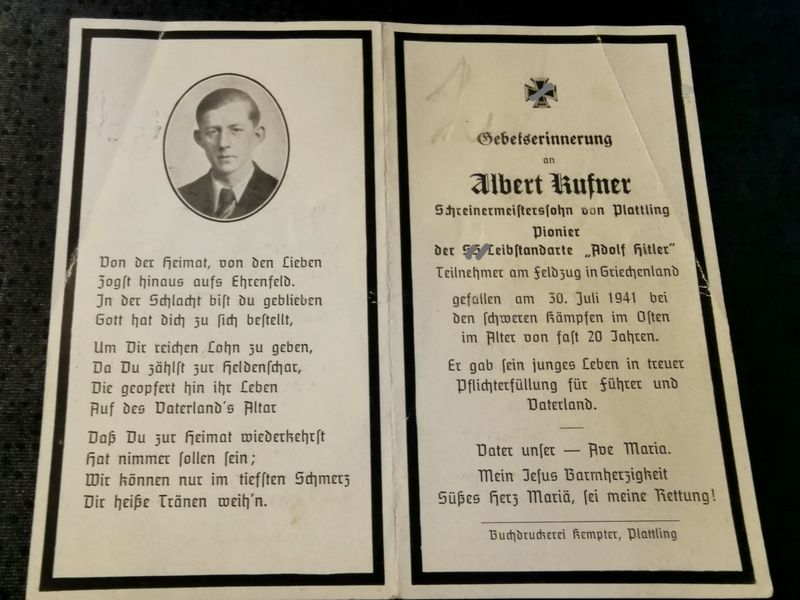 Von der Heimat, von den Lieben
Zogst hinaus aufs Ehrenfeld.
In der Schlacht bist du geblieben
Gott hat dich zu sich bestellt,
Um Dir reichen Lohn zu geben,
Da Du zählst zur Heldenschar,
Die geopfert hin ihr Leben
Auf des Vaterland's Altar
Daß Du zur Heimat wiederkehrst
Hat nimmer sollen sein;
Wir können nur im tiefsten Schmerz
Dir heiße Tränen weih'n.
Gebetserinnerung
an
Albert Kufner
Schreinermeisterssohn von Plattling
Pionier
der Leibstandarte „Adolf Hitler"
Teilnehmer am Feldzug in Griechenland
gefallen am 30. Juli 1941 bei
den schweren Kämpfen im Osten
im Alter von fast 20 Jahren.
Er gab sein junges Leben in treuer
Pflichterfüllung für Führer und
Vaterland.
Vater unser — Ave Maria.
Mein Jesus Barmherzigkeit
Süßes Herz Mariä, sei meine Rettung!
Buchdruckerei Kempter, Plattling